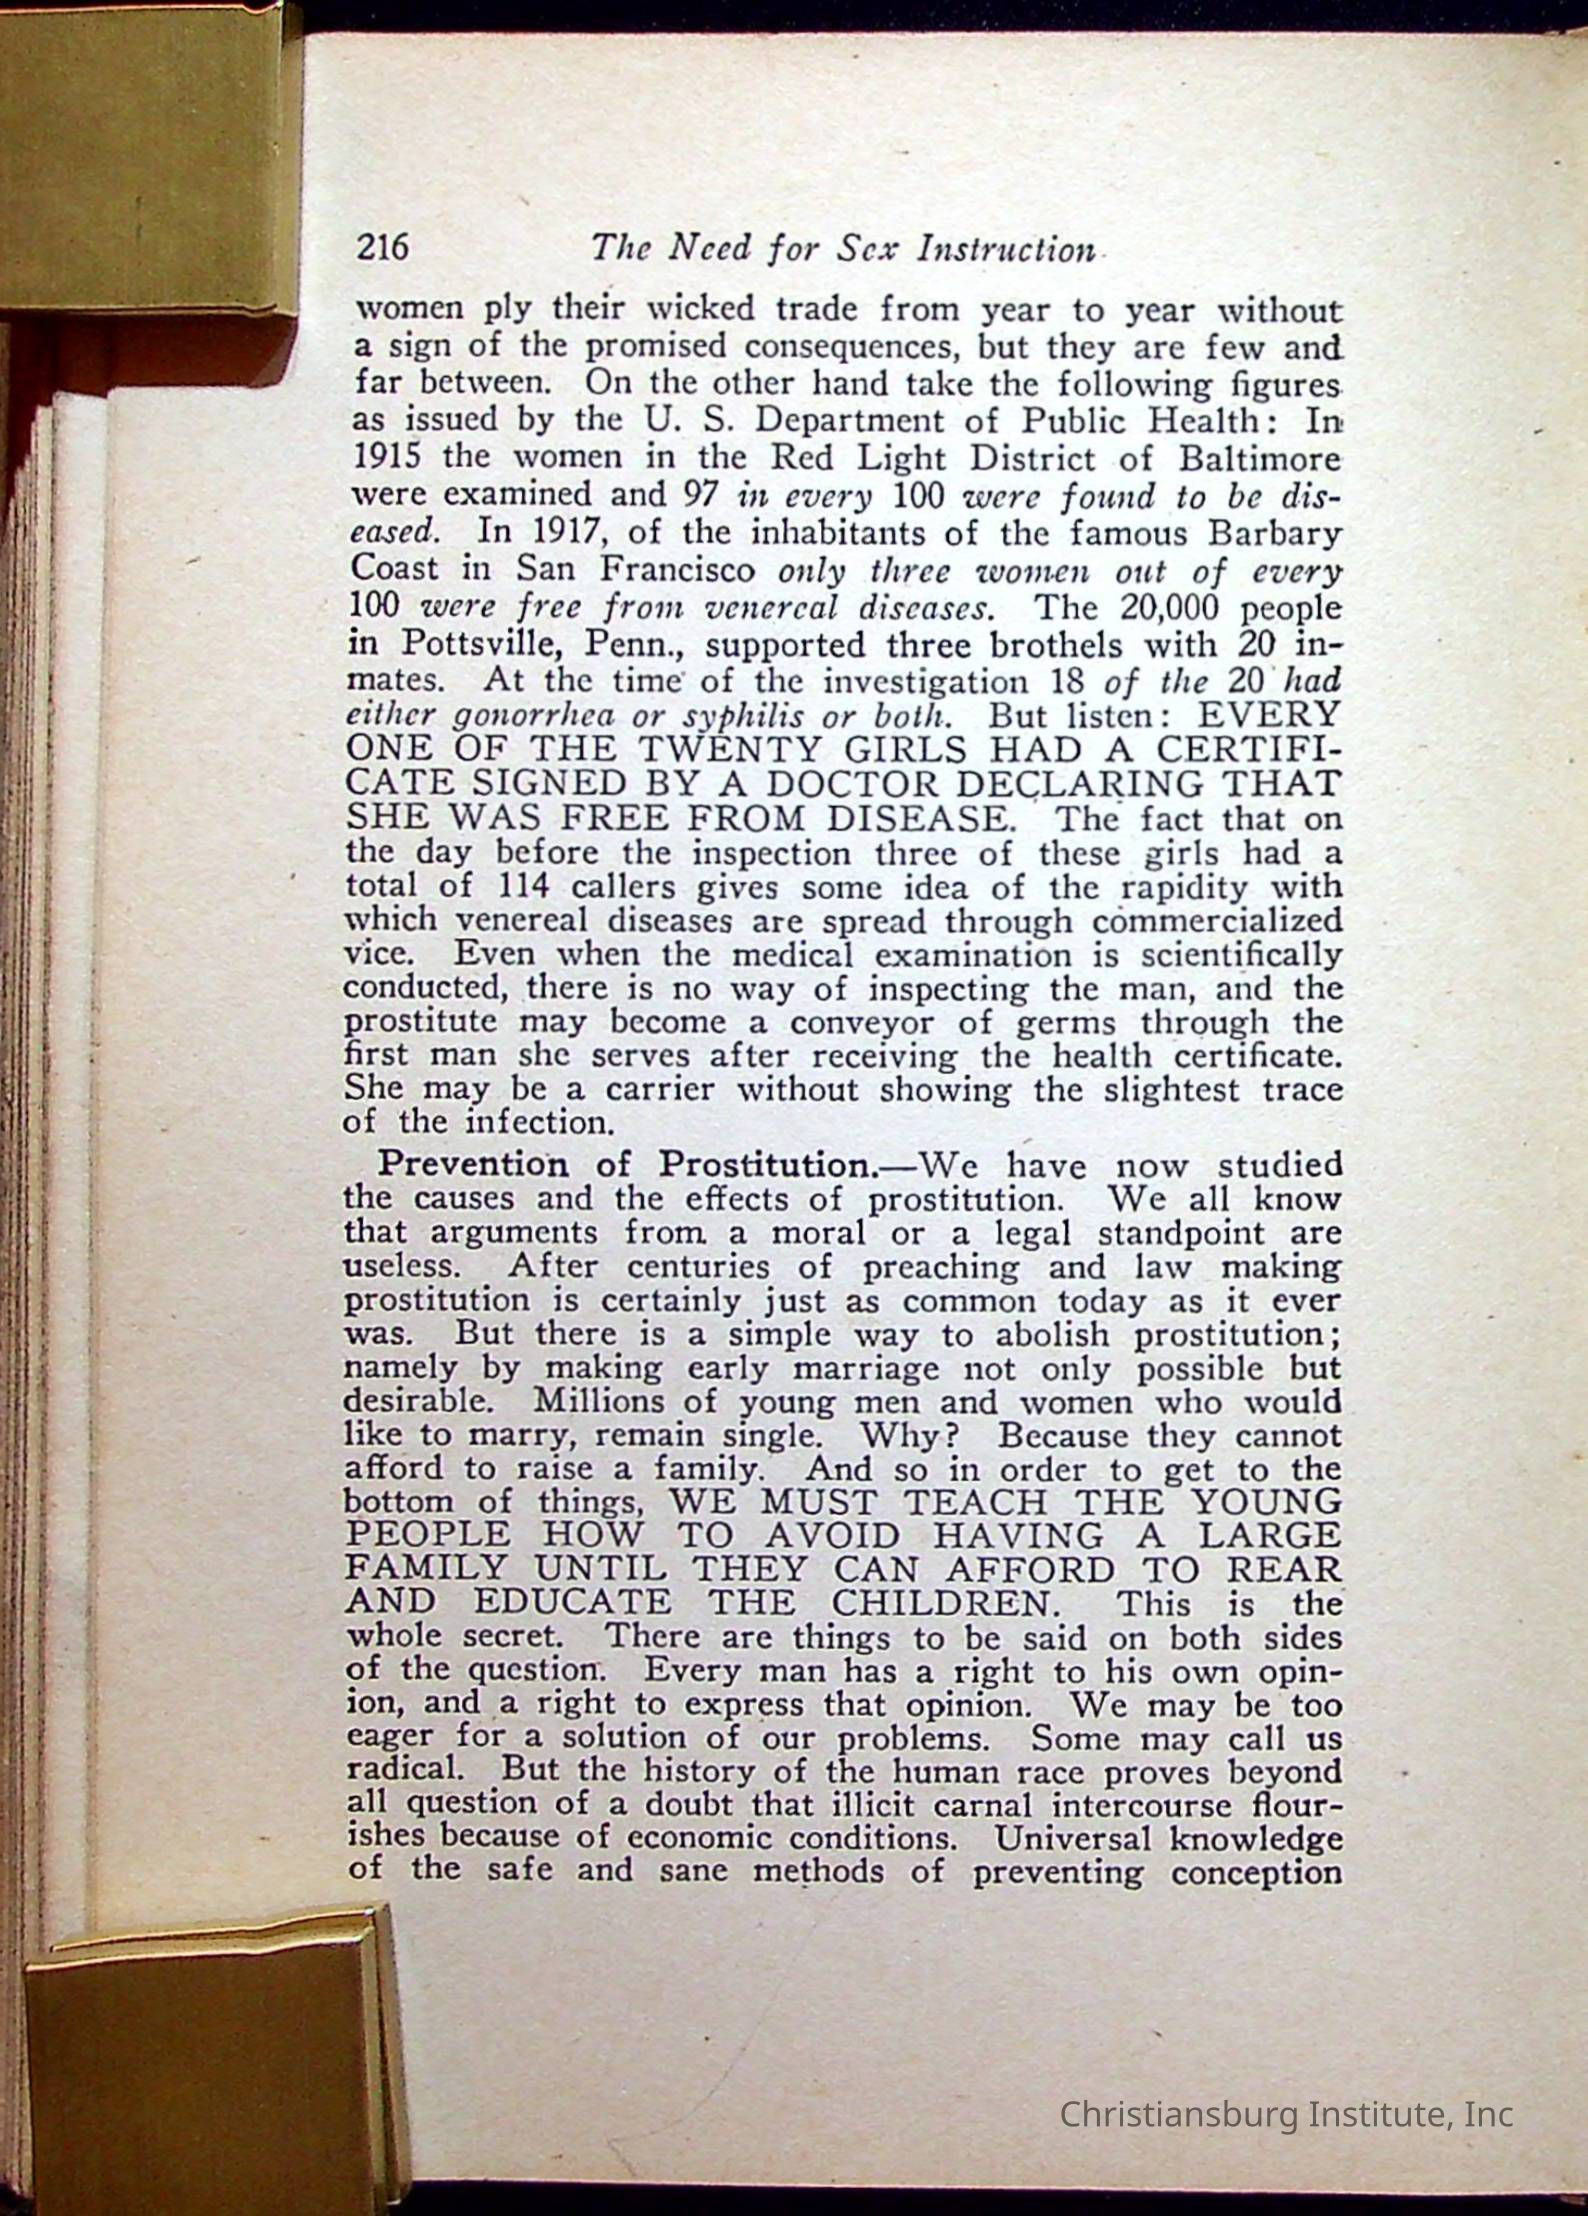 216 The Need for Sex Instruction
women ply their wicked trade from year to year without
a sign of the promised consequences, but they are few and
far between. On the other hand take the following figures
as issued by the U. S. Department of Public Health: In
1915 the women in the Red Light District of Baltimore
were examined and 97 in every 100 were found to be dis-
eased. In 1917, of the inhabitants of the famous Barbary
Coast in San Francisco only three women out of every
100 were free from venereal diseases. The 20,000 people
in Pottsville, Penn., supported three brothels with 20 in-
mates. At the time of the investigation 18 of the 20 had
either gonorrhea or syphilis or both. But listen: EVERY
ONE OF THE TWENTY GIRLS HAD A CERTIFI-
CATE SIGNED BY A DOCTOR DECLARING THAT
SHE WAS FREE FROM DISEASE. The fact that on
the day before the inspection three of these girls had a
total of 114 callers gives some idea of the rapidity with
which venereal diseases are spread through commercialized
vice. Even when the medical examination is scientifically
conducted, there is no way of inspecting the man, and the
prostitute may become a conveyor of germs through the
first man she serves after receiving the health certificate.
She may be a carrier without showing the slightest trace
of the infection.
Prevention of Prostitution.—We have now studied
the causes and the effects of prostitution. We all know
that arguments from a moral or a legal standpoint are
useless. After centuries of preaching and law making
prostitution is certainly just as common today as it ever
was. But there is a simple way to abolish prostitution;
namely by making early marriage not only possible but
desirable. Millions of young men and women who would
like to marry, remain single. Why? Because they cannot
afford to raise a family. And so in order to get to the
bottom of things, WE MUST TEACH THE YOUNG
PEOPLE HOW TO AVOID HAVING A LARGE
FAMILY UNTIL THEY CAN AFFORD TO REAR
AND EDUCATE THE CHILDREN. This is the
whole secret. There are things to be said on both sides
of the question. Every man has a right to his own opin-
ion, and a right to express that opinion. We may be too
eager for a solution of our problems. Some may call us
radical. But the history of the human race proves beyond
all question of a doubt that illicit carnal intercourse flour-
ishes because of economic conditions. Universal knowledge
of the safe and sane methods of preventing conception
Christiansburg Institute, Inc